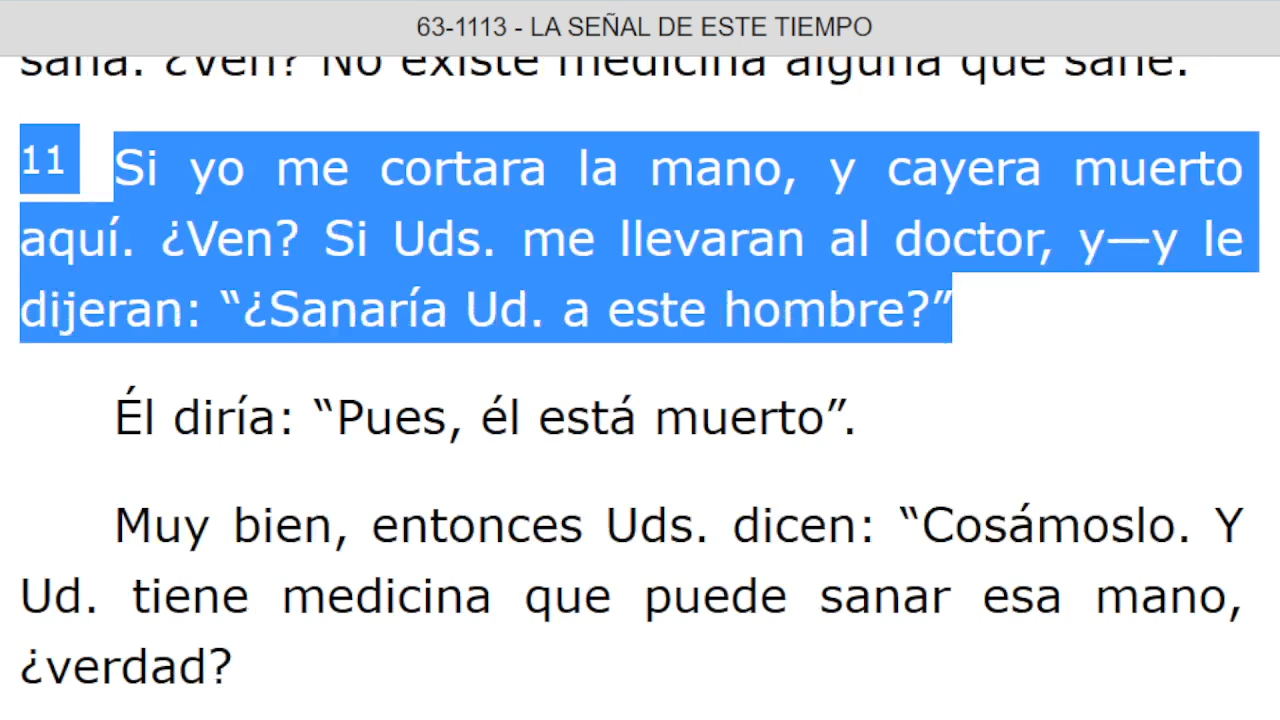 63-1113 - LA SEÑAL DE ESTE TIEMPO
sana. ¿Ven? No existe medicina alguna que sane.
11 Si yo me cortara la mano, y cayera muerto
aquí. ¿Ven? Si Uds. me llevaran al doctor, y—y le
dijeran: “¿Sanaría Ud. a este hombre?”
Él diría: “Pues, él está muerto”.
Muy bien, entonces Uds. dicen: “Cosámoslo. Y
Ud. tiene medicina que puede sanar esa mano,
¿verdad?